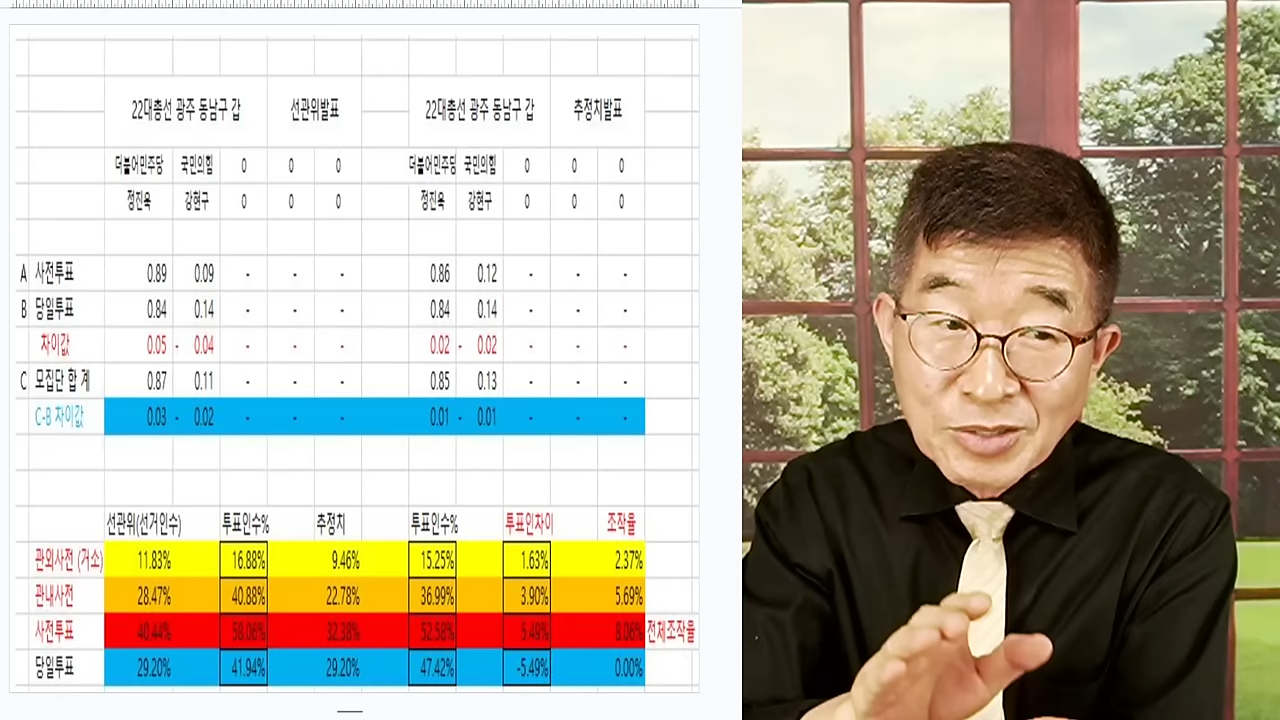 22대총선 광주 동남구 갑 선관위발표 22대총선 광주 동남구 갑 추정치발표
더불어민주당 국민의힘 0 0 0 더불어민주당 국민의힘 0 0 0
정진욱 강현구 0 0 0 정진욱 강현구 0 0 0
A 사전투표 0.89 0.09 - - - 0.86 0.12 - - -
B 당일투표 0.84 0.14 - - - 0.84 0.14 - - -
차이값 0.05 - 0.04 - - - 0.02 - 0.02 - - -
C 모집단 합 계 0.87 0.11 - - - 0.85 0.13 - - -
C-B 차이값 0.03 - 0.02 - - - 0.01 - 0.01 - - -
선관위(선거인수) 투표인수% 추정치 투표인수% 투표인차이 조작율
관외사전 (거소) 11.83% 16.88% 9.46% 15.25% 1.63% 2.37%
관내사전 28.47% 40.88% 22.78% 36.99% 3.90% 5.69%
사전투표 40.44% 58.06% 32.38% 52.58% 5.49% 8.06% 전체조작율
당일투표 29.20% 41.94% 29.20% 47.42% -5.49% 0.00%